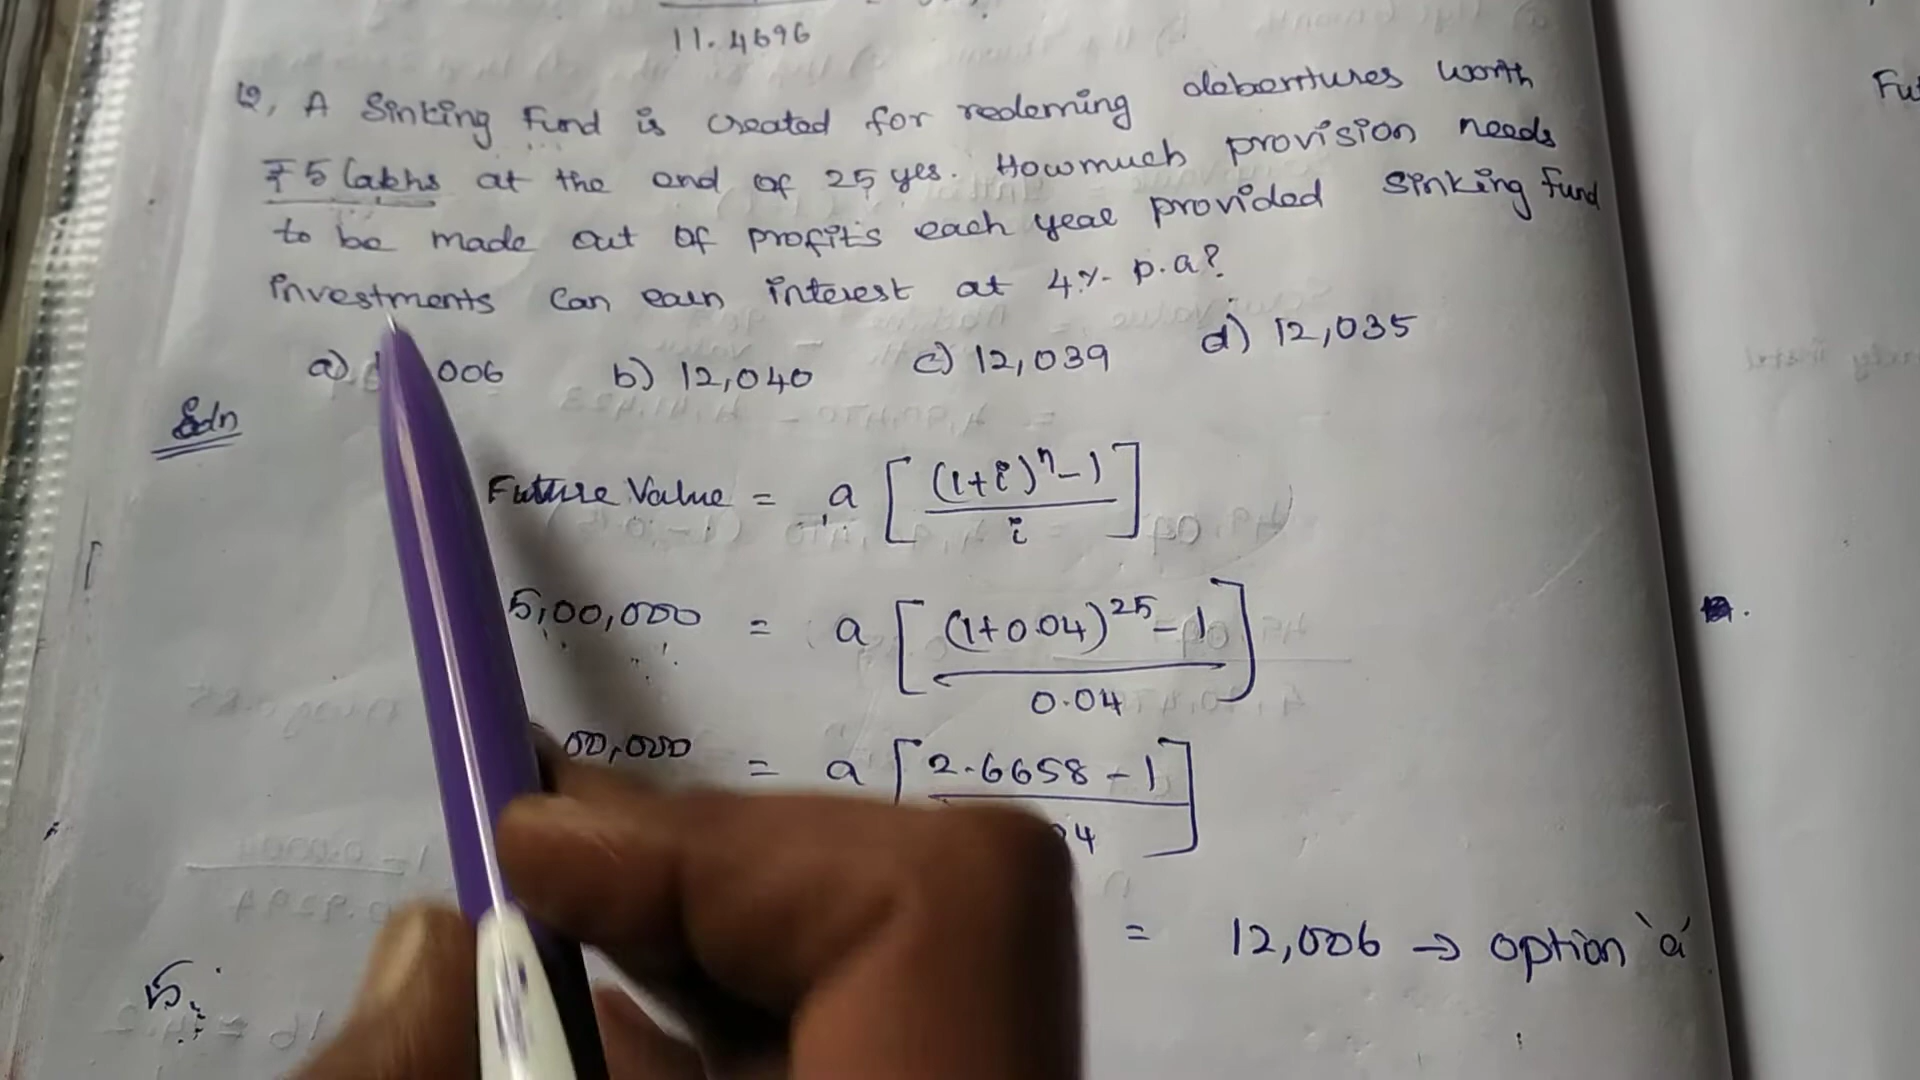 11.4696
Q, A Sinking Fund is created for redeming debentures worth
₹5 lakhs at the end of 25 yes. How much provision needs
to be made out of profits each year provided sinking fund
investments can earn interest at 4% p.a?
a) 006 b) 12,040 c) 12,039 d) 12,035
Soln
Future Value = a [ (1+i)^n - 1 / i ]
5,00,000 = a [ (1+0.04)^25 - 1 / 0.04 ]
00,000 = a [ 2.6658 - 1 / 4 ]
= 12,006 → option 'a'